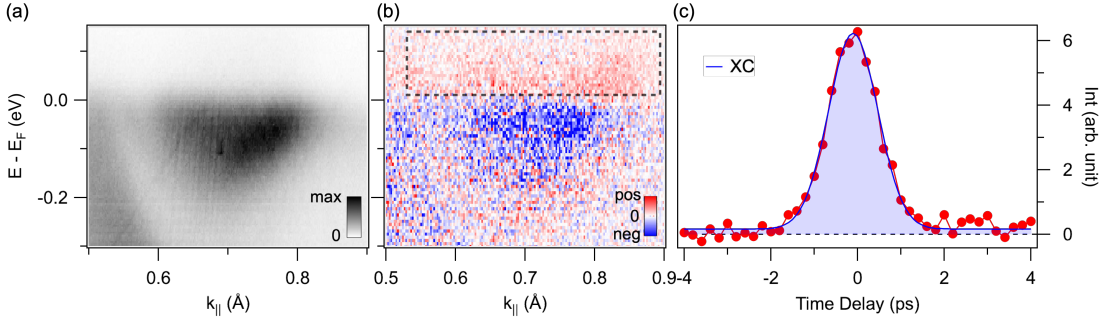 (a)
(b)
(c)
E - E_F (eV)
0.0
-0.2
max
0
0.6
0.8
k_|| (Å)
pos
0
neg
0.5
0.6
0.7
0.8
0.9
k_|| (Å)
XC
6
4
2
0
Int (arb. unit)
-4
-2
0
2
4
Time Delay (ps)